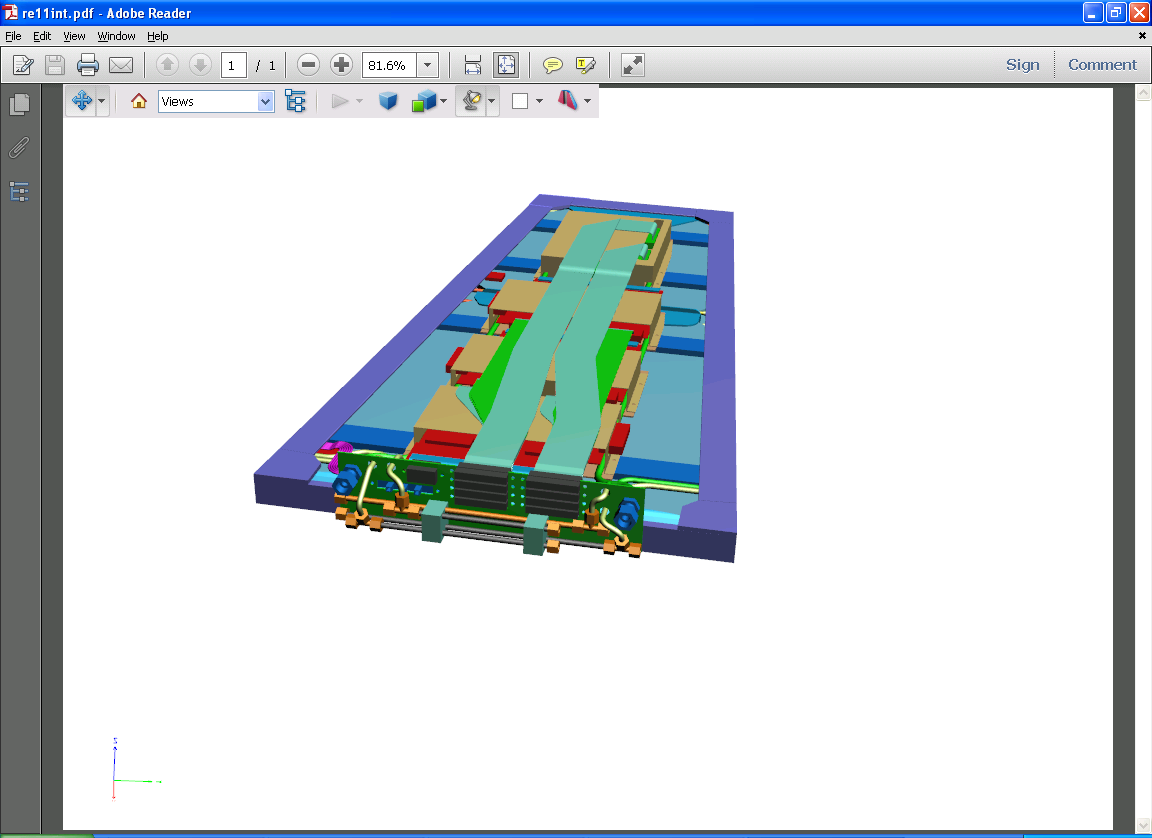 re11int.pdf - Adobe Reader
File Edit View Window Help
1 / 1 81.6% Sign Comment
Views